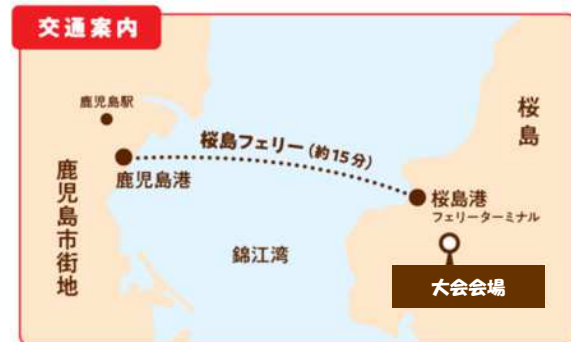 交通案内
鹿児島駅
桜島
桜島フェリー(約15分)
鹿児島港
鹿児島市街地
桜島港
フェリーターミナル
錦江湾
大会会場